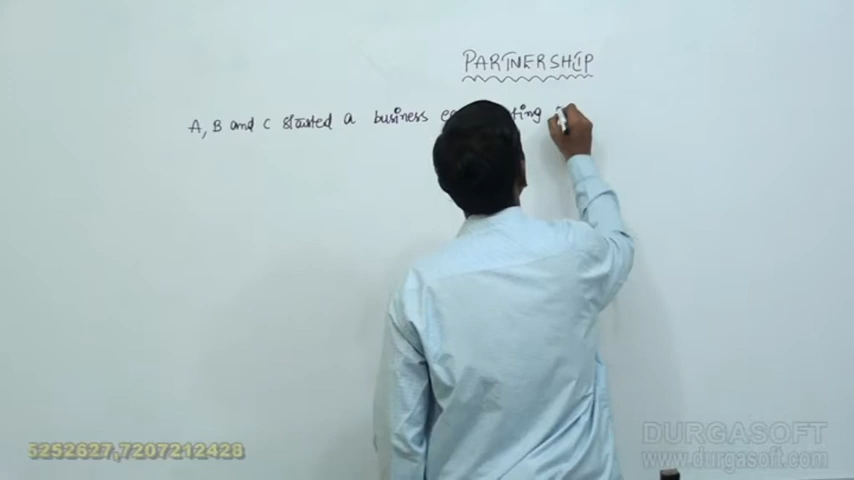 PARTNERSHIP
A, B and C started a business
5252627,7207212428
DURGASOFT
www.durgasoft.com